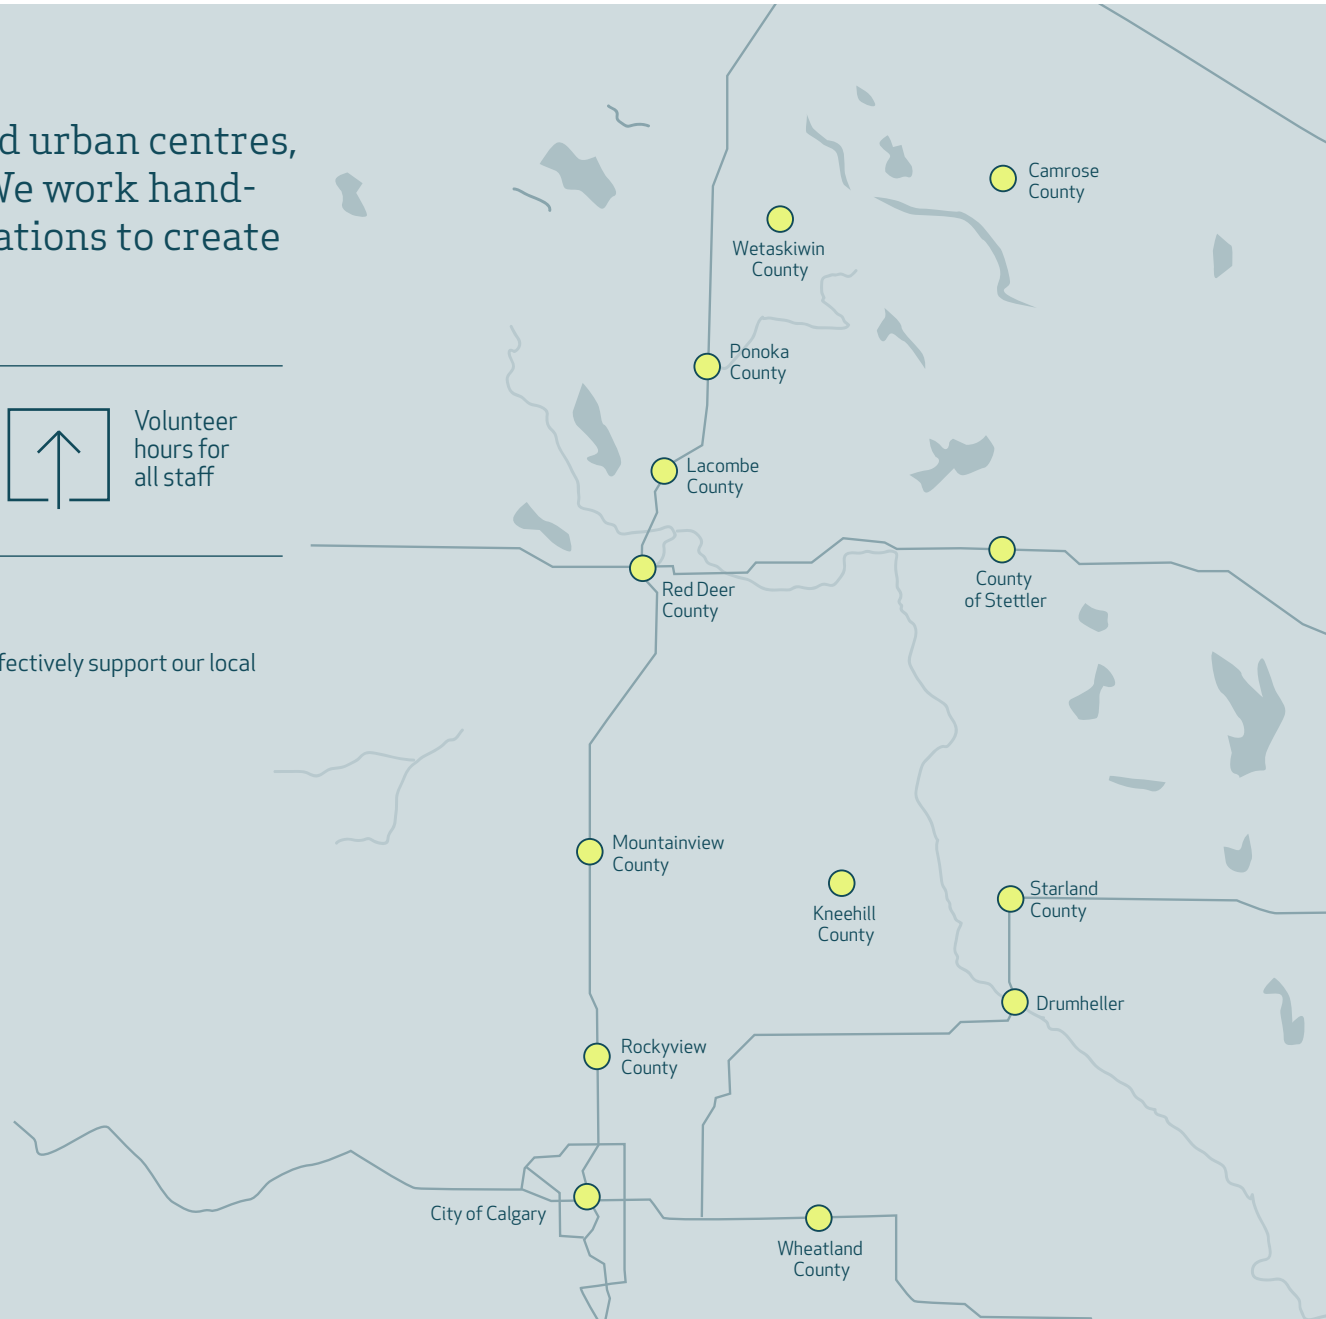 d urban centres,
We work hand-
ations to create
Volunteer
hours for
all staff
fectively support our local
Camrose
County
Wetaskiwin
County
Ponoka
County
Lacombe
County
Red Deer
County
County
of Stettler
Mountainview
County
Kneehill
County
Starland
County
Drumheller
Rockyview
County
City of Calgary
Wheatland
County